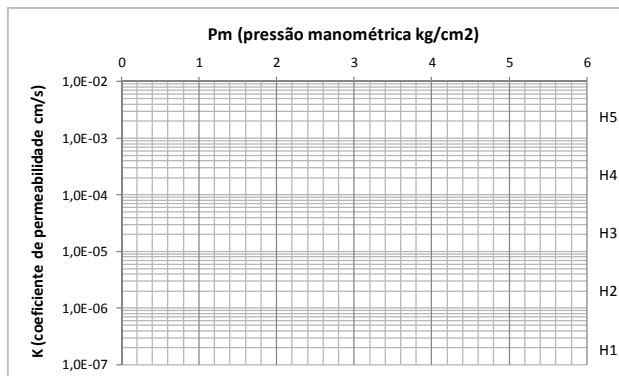 Pm (pressão manométrica kg/cm2)
0 1 2 3 4 5 6
K (coeficiente de permeabilidade cm/s)
1,0E-02
1,0E-03
1,0E-04
1,0E-05
1,0E-06
1,0E-07
H5
H4
H3
H2
H1